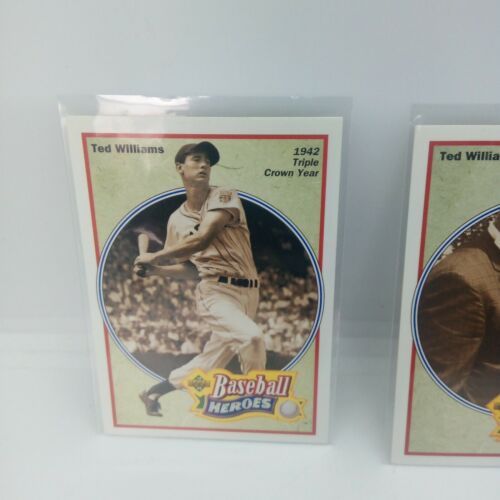 Ted Williams
1942
Triple
Crown Year
Baseball
HEROES
Ted Willia